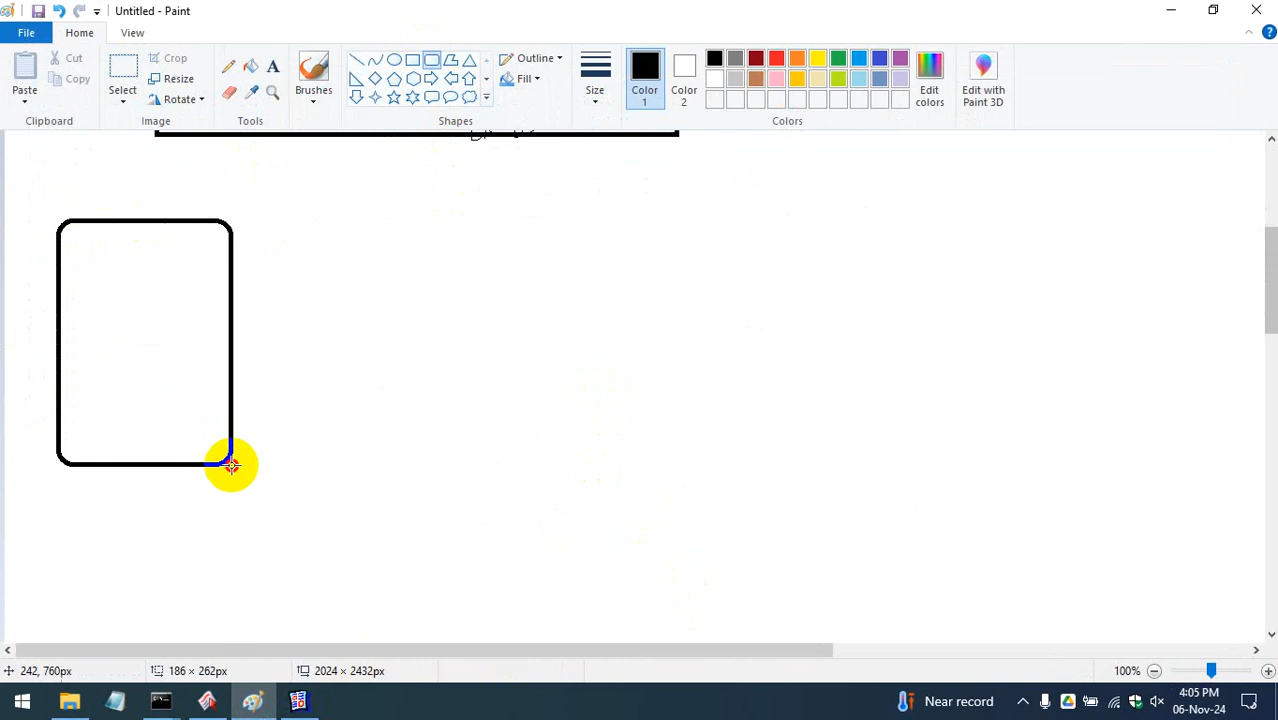 Untitled - Paint
File Home View
Paste
Cut
Copy
Clipboard
Select
Crop
Resize
Rotate
Image
A
Tools
Brushes
Outline
Fill
Shapes
Size
Color 1
Color 2
Edit colors
Colors
Edit with Paint 3D
242, 760px 186 × 262px 2024 × 2432px 100%
Near record
4:05 PM
06-Nov-24